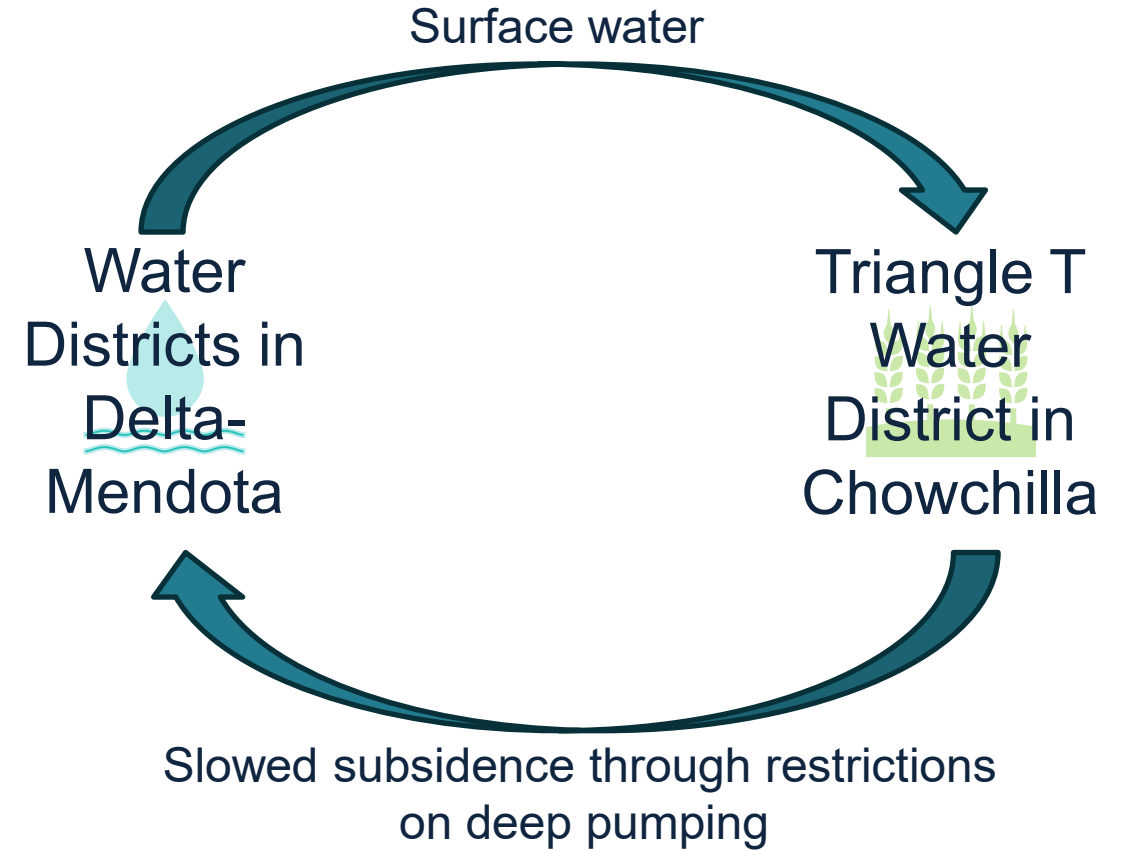 Surface water
Water
Districts in
Delta-
Mendota
Triangle T
Water
District in
Chowchilla
Slowed subsidence through restrictions
on deep pumping